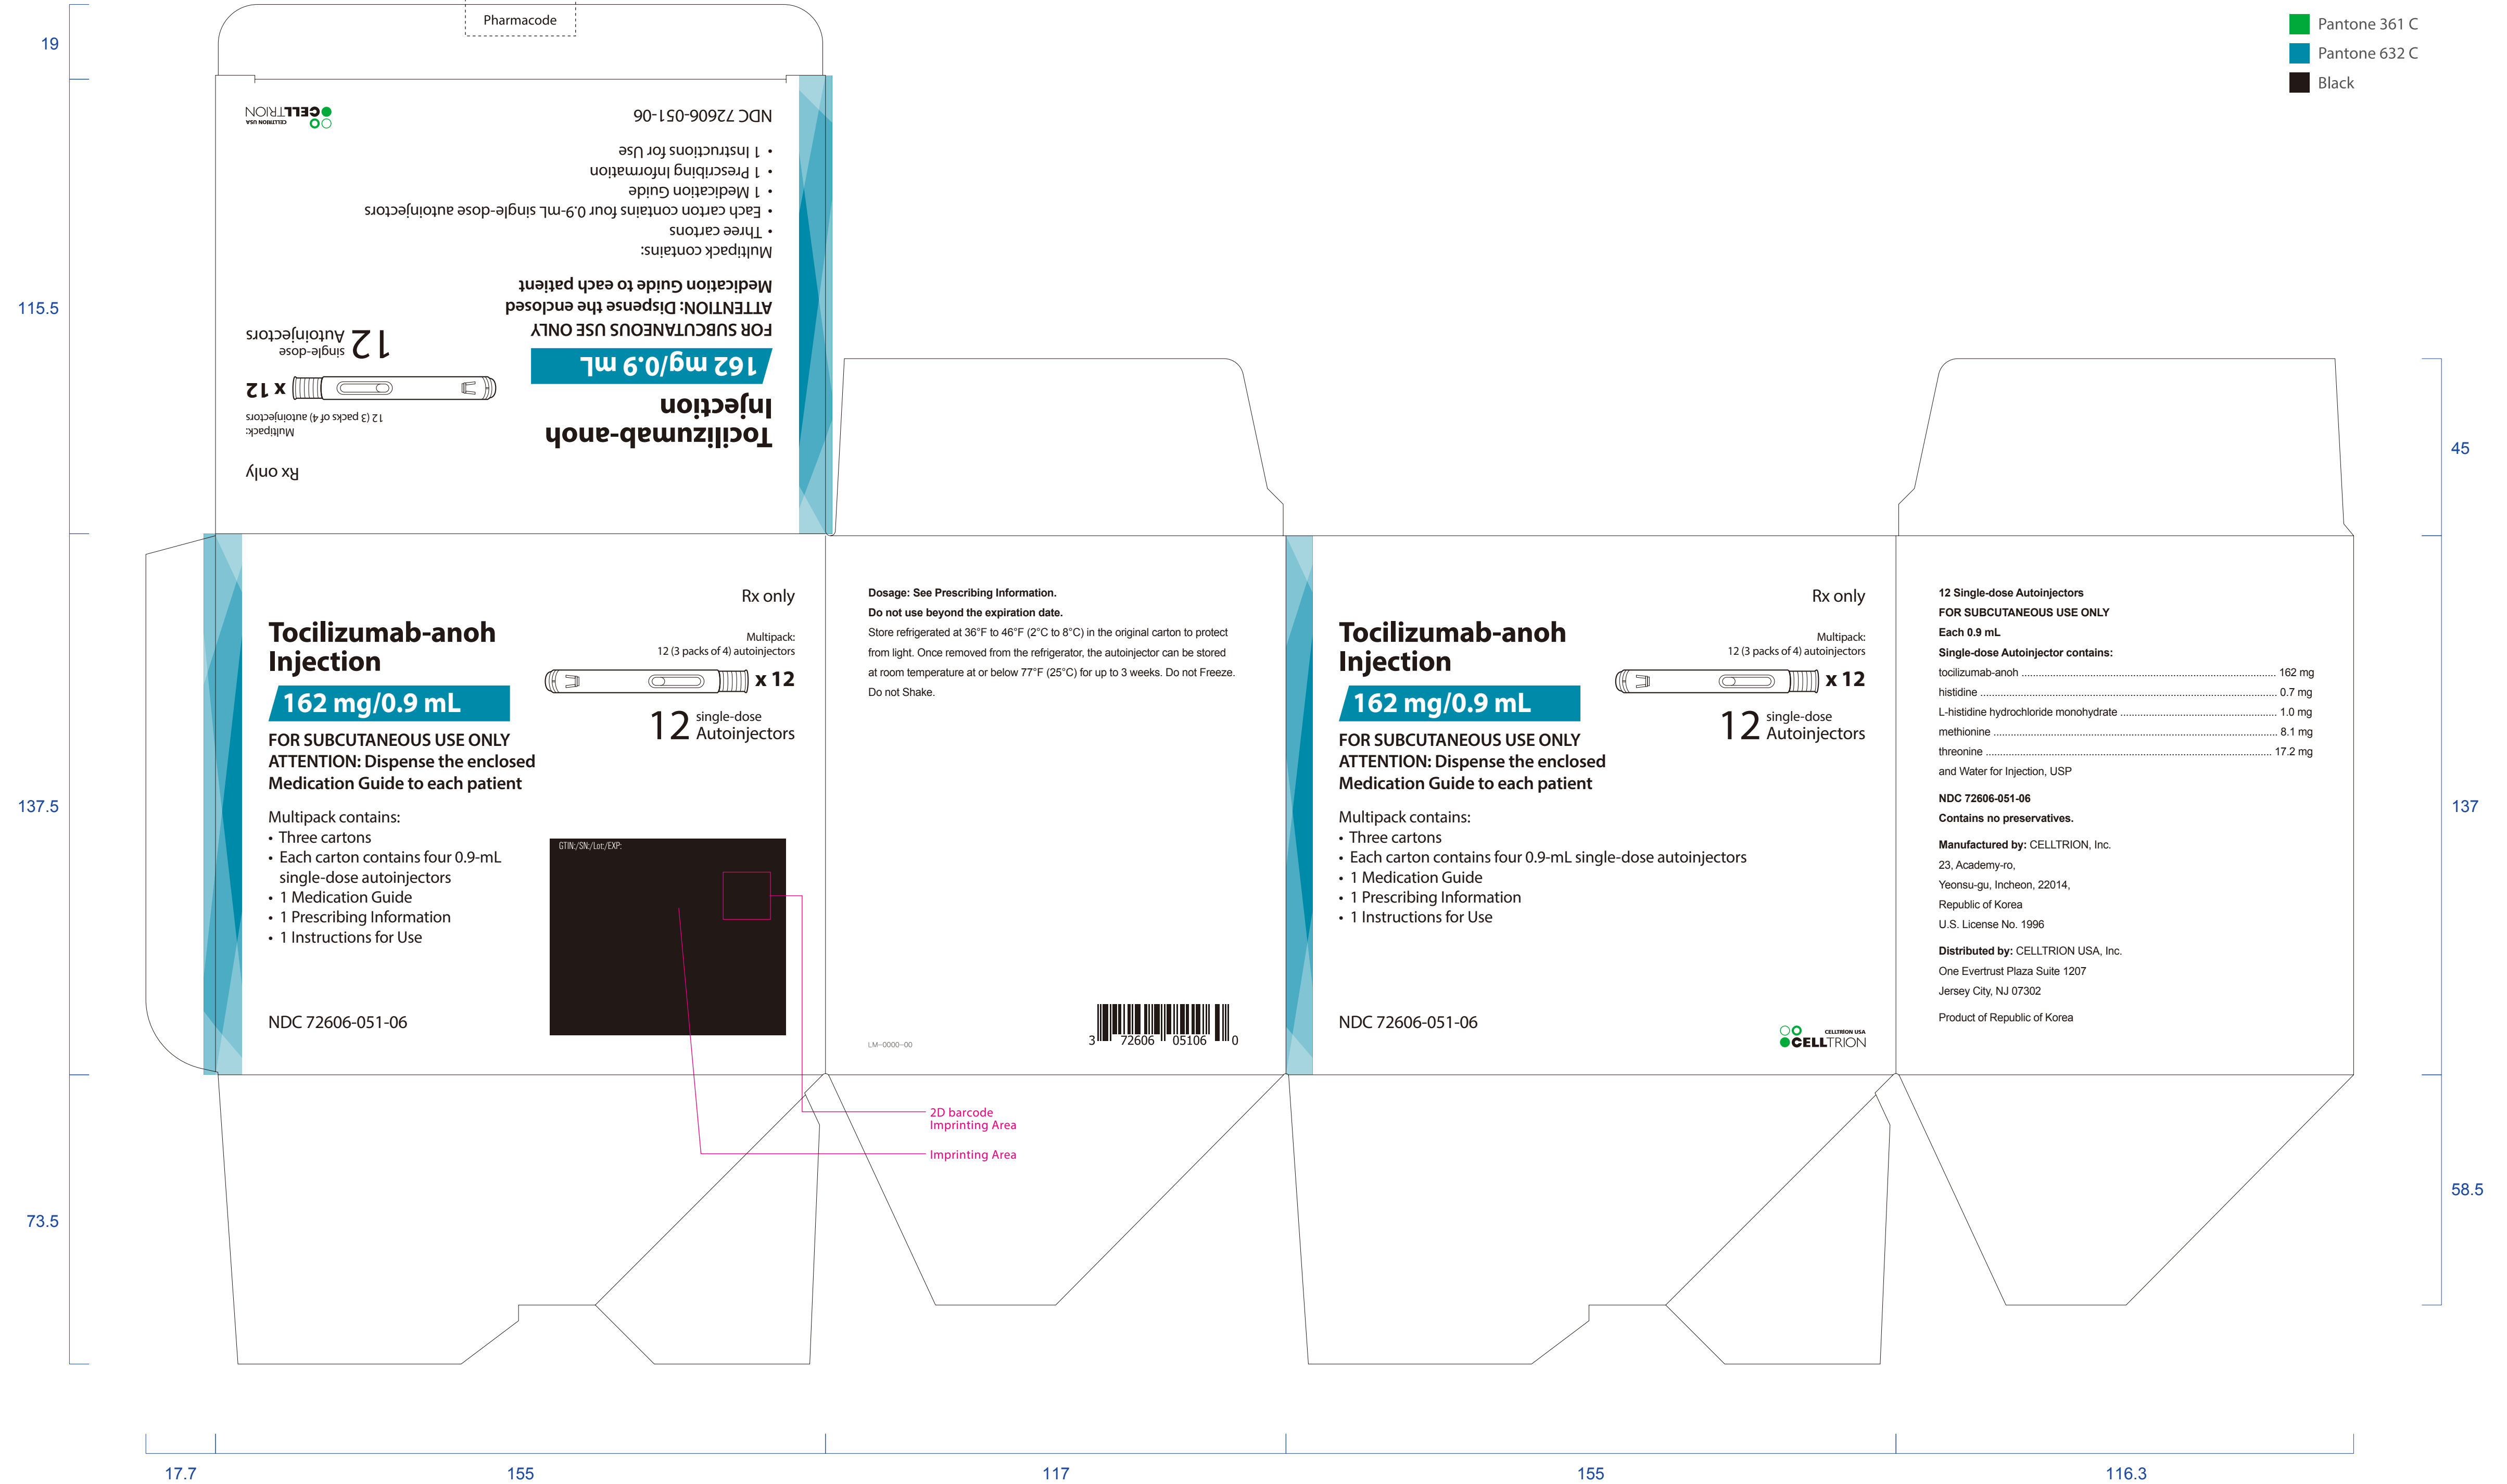 Pharmacode
Pantone 361 C
Pantone 632 C
Black
19
115.5
137.5
73.5
Rx only
Tocilizumab-anoh
Injection
Multipack:
12 (3 packs of 4) autoinjectors
x 12
162 mg/0.9 mL
12 single-dose
Autoinjectors
FOR SUBCUTANEOUS USE ONLY
ATTENTION: Dispense the enclosed
Medication Guide to each patient
Multipack contains:
• Three cartons
• Each carton contains four 0.9-mL single-dose autoinjectors
• 1 Medication Guide
• 1 Prescribing Information
• 1 Instructions for Use
NDC 72606-051-06
CELLTRION USA
CELLTRION
Rx only
Tocilizumab-anoh
Injection
Multipack:
12 (3 packs of 4) autoinjectors
x 12
162 mg/0.9 mL
12 single-dose
Autoinjectors
FOR SUBCUTANEOUS USE ONLY
ATTENTION: Dispense the enclosed
Medication Guide to each patient
Multipack contains:
• Three cartons
• Each carton contains four 0.9-mL
single-dose autoinjectors
• 1 Medication Guide
• 1 Prescribing Information
• 1 Instructions for Use
GTIN:/SN:/Lot:/EXP:
NDC 72606-051-06
Dosage: See Prescribing Information.
Do not use beyond the expiration date.
Store refrigerated at 36°F to 46°F (2°C to 8°C) in the original carton to protect
from light. Once removed from the refrigerator, the autoinjector can be stored
at room temperature at or below 77°F (25°C) for up to 3 weeks. Do not Freeze.
Do not Shake.
LM-0000-00
3 72606 05106 0
2D barcode
Imprinting Area
Imprinting Area
Rx only
Tocilizumab-anoh
Injection
Multipack:
12 (3 packs of 4) autoinjectors
x 12
162 mg/0.9 mL
12 single-dose
Autoinjectors
FOR SUBCUTANEOUS USE ONLY
ATTENTION: Dispense the enclosed
Medication Guide to each patient
Multipack contains:
• Three cartons
• Each carton contains four 0.9-mL single-dose autoinjectors
• 1 Medication Guide
• 1 Prescribing Information
• 1 Instructions for Use
NDC 72606-051-06
CELLTRION USA
CELLTRION
12 Single-dose Autoinjectors
FOR SUBCUTANEOUS USE ONLY
Each 0.9 mL
Single-dose Autoinjector contains:
tocilizumab-anoh ........ 162 mg
histidine ........ 0.7 mg
L-histidine hydrochloride monohydrate ........ 1.0 mg
methionine ........ 8.1 mg
threonine ........ 17.2 mg
and Water for Injection, USP
NDC 72606-051-06
Contains no preservatives.
Manufactured by: CELLTRION, Inc.
23, Academy-ro,
Yeonsu-gu, Incheon, 22014,
Republic of Korea
U.S. License No. 1996
Distributed by: CELLTRION USA, Inc.
One Evertrust Plaza Suite 1207
Jersey City, NJ 07302
Product of Republic of Korea
45
137
58.5
17.7
155
117
155
116.3